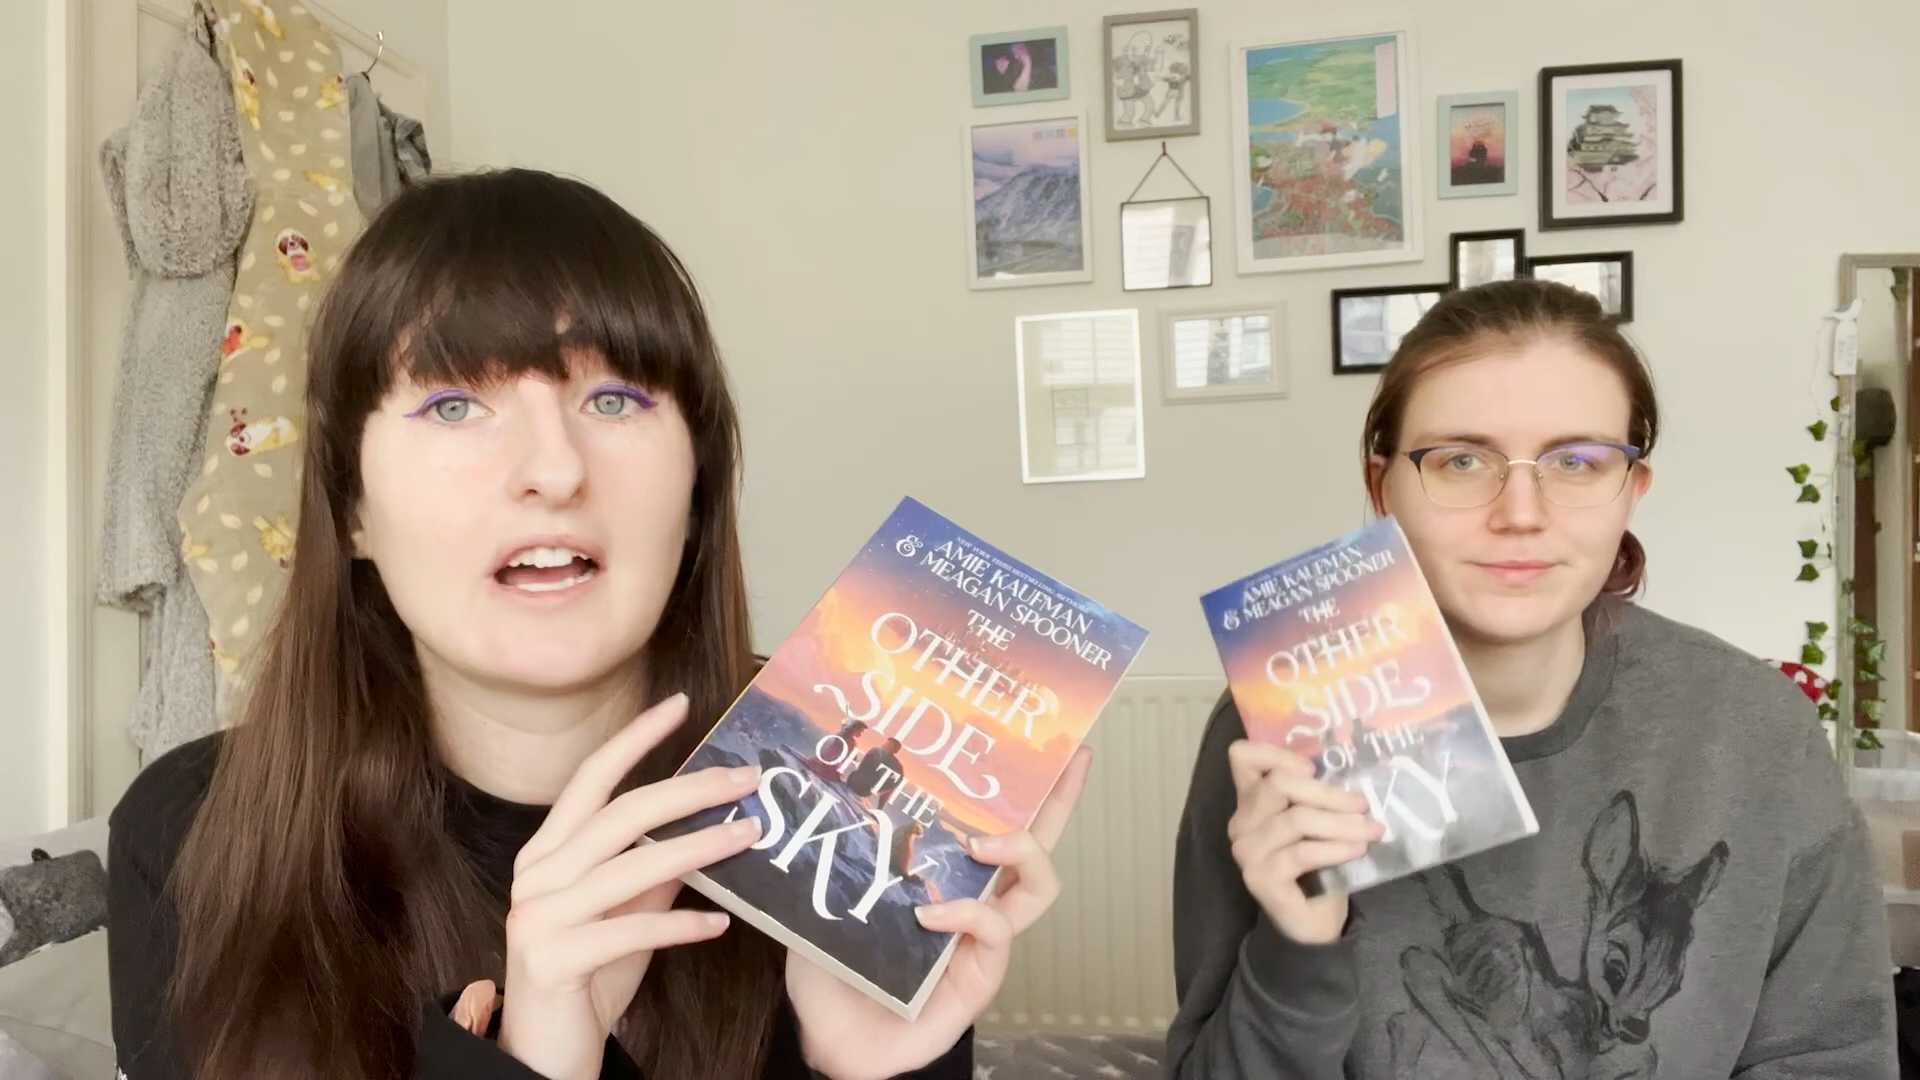 NEW YORK TIMES BESTSELLING AUTHORS
AMIE KAUFMAN
& MEAGAN SPOONER
THE
OTHER
SIDE
OF THE
SKY
AMIE KAUFMAN
& MEAGAN SPOONER
THE
OTHER
SIDE
OF THE
SKY